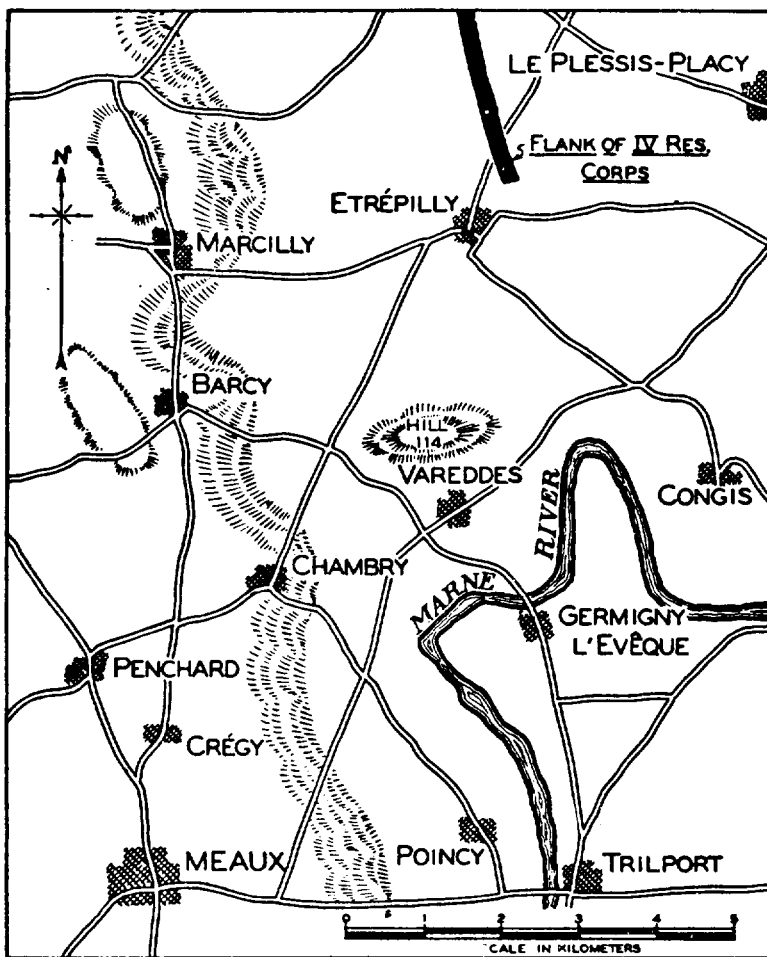 LE PLESSIS-PLACY
FLANK OF IV RES.
CORPS
N
ETRÉPILLY
MARCILLY
BARCY
HILL
114
VAREDDES
RIVER
CONGIS
CHAMBRY
MARNE
GERMIGNY
L'EVÊQUE
PENCHARD
CRÉGY
MEAUX
POINCY
TRILPORT
0 1 2 3 4 5
SCALE IN KILOMETERS